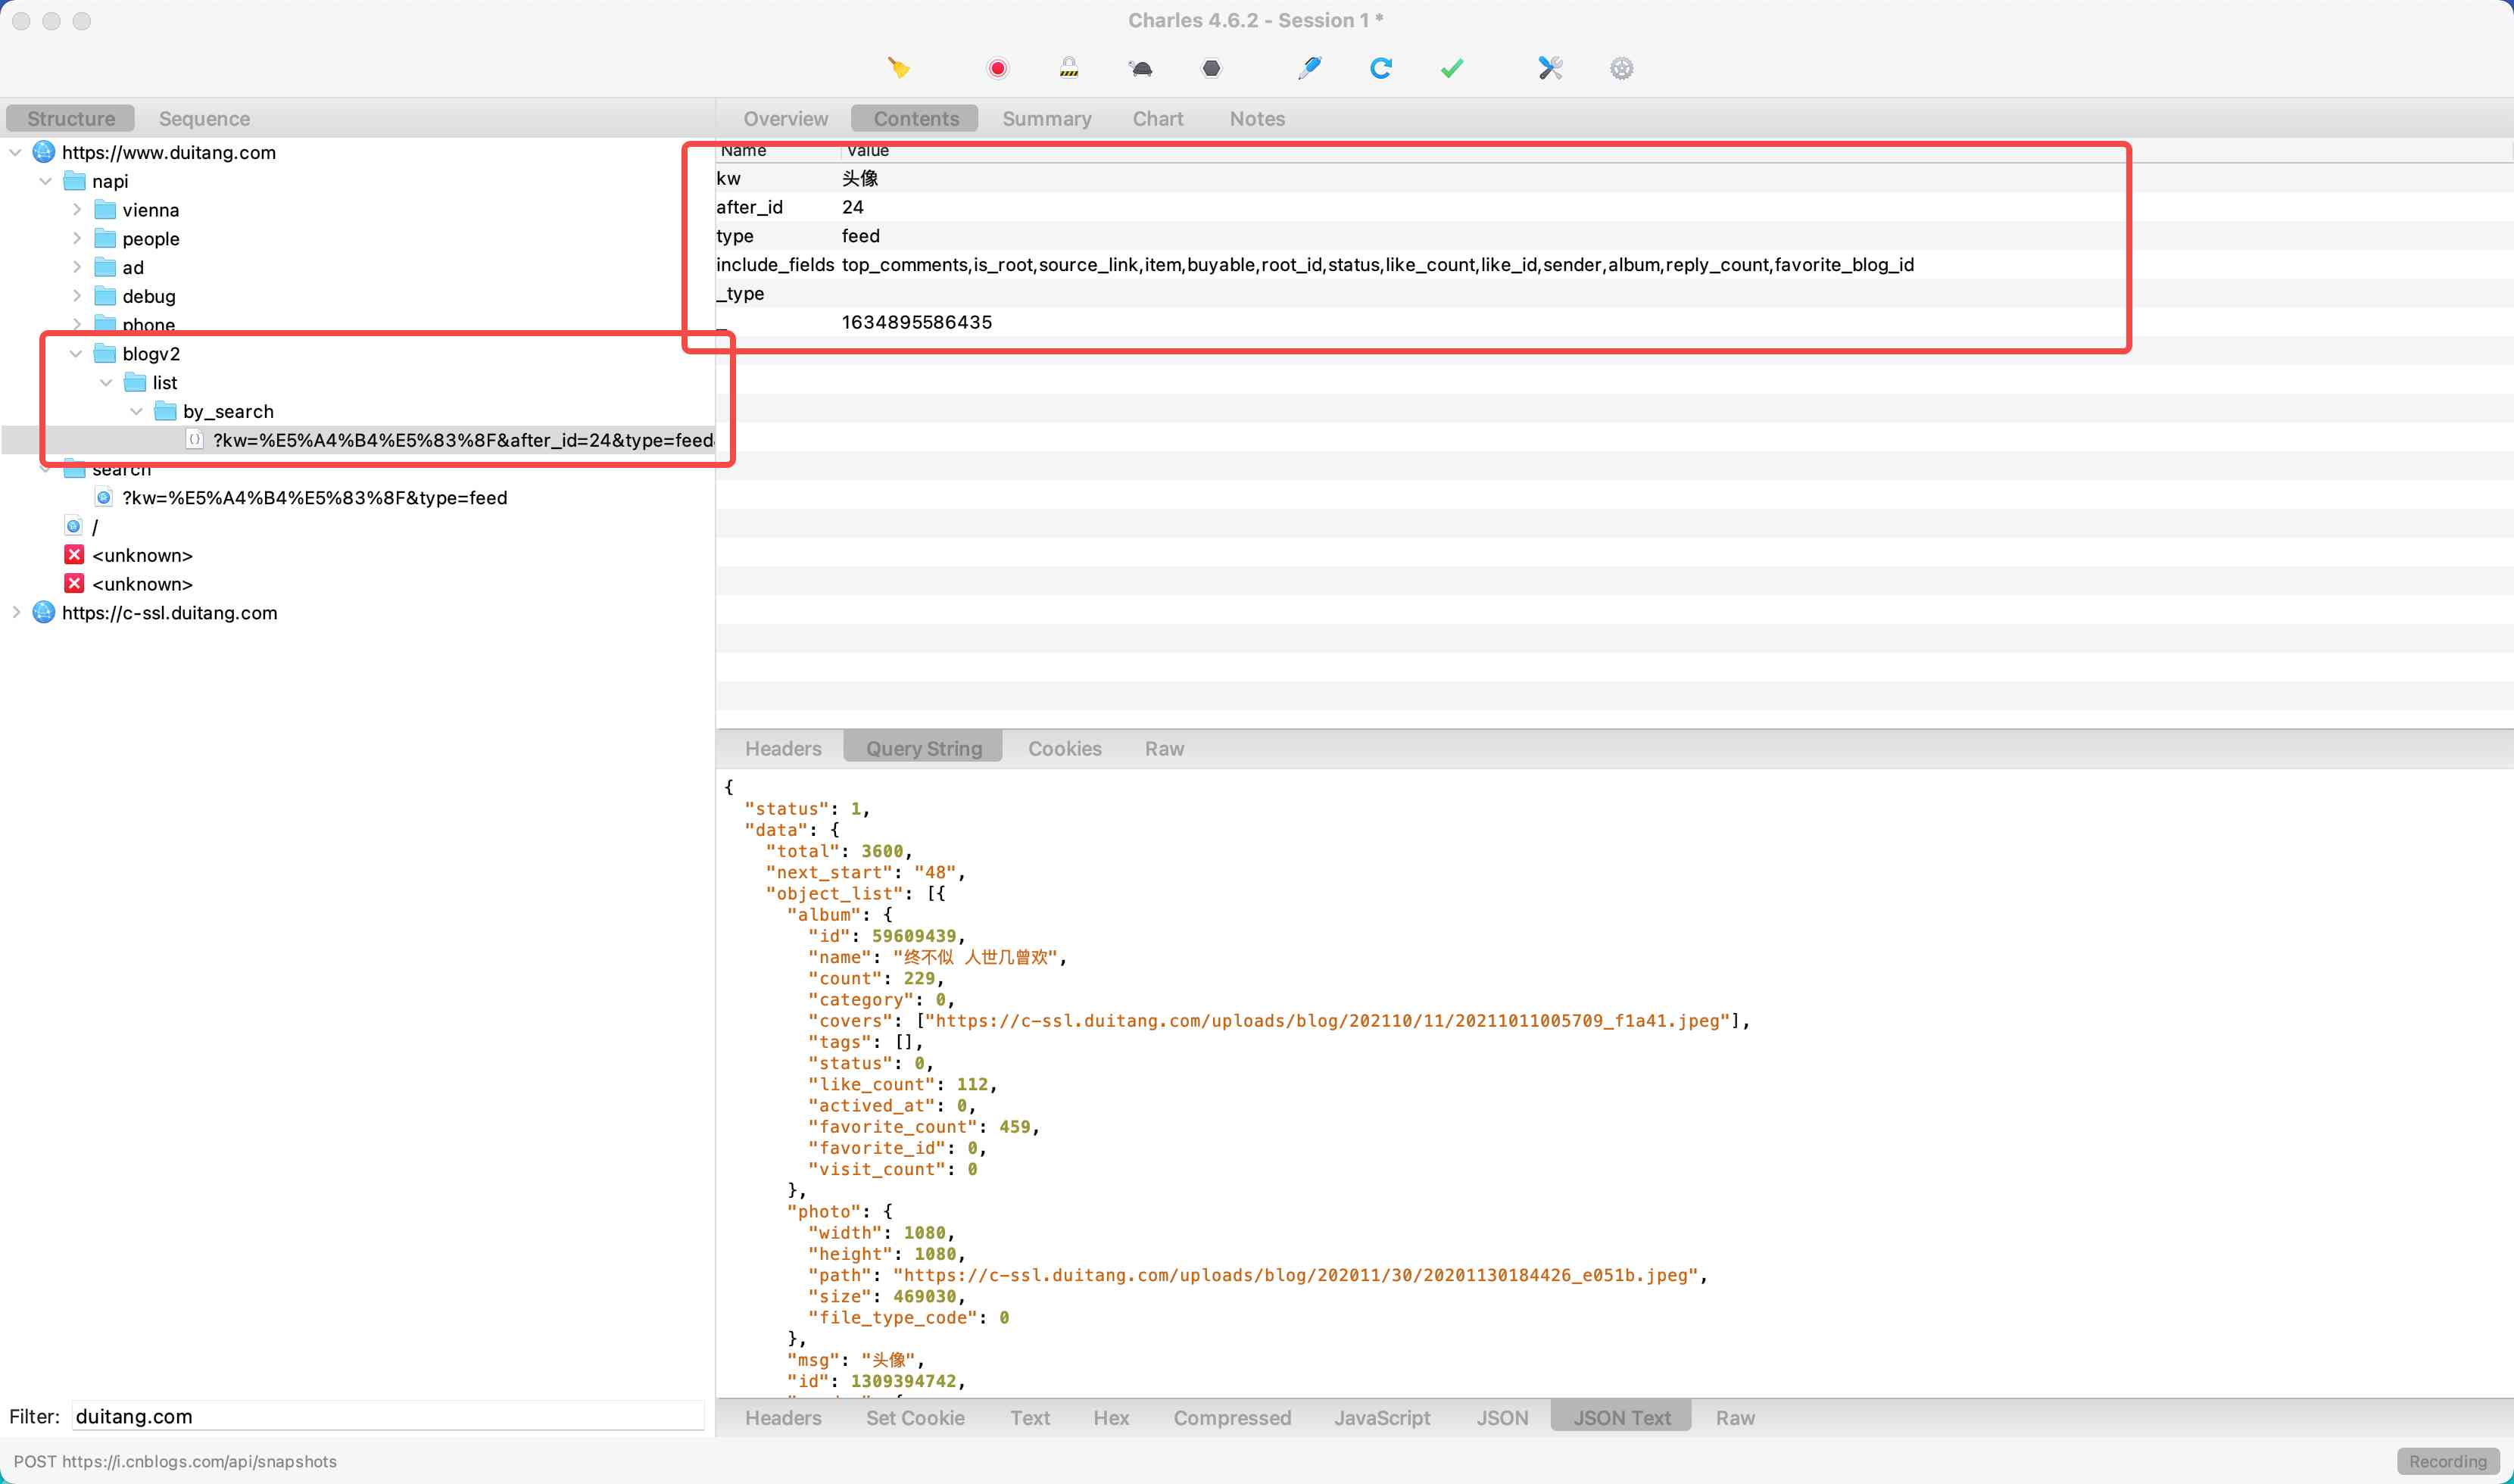 Charles 4.6.2 - Session 1 *
Structure Sequence
Overview Contents Summary Chart Notes
https://www.duitang.com
napi
vienna
people
ad
debug
phone
blogv2
list
by_search
?kw=%E5%A4%B4%E5%83%8F&after_id=24&type=feed
search
?kw=%E5%A4%B4%E5%83%8F&type=feed
/
<unknown>
<unknown>
https://c-ssl.duitang.com
Name Value
kw 头像
after_id 24
type feed
include_fields top_comments,is_root,source_link,item,buyable,root_id,status,like_count,like_id,sender,album,reply_count,favorite_blog_id
_type
_ 1634895586435
Headers Query String Cookies Raw
{
"status": 1,
"data": {
"total": 3600,
"next_start": "48",
"object_list": [{
"album": {
"id": 59609439,
"name": "终不似 人世几曾欢",
"count": 229,
"category": 0,
"covers": ["https://c-ssl.duitang.com/uploads/blog/202110/11/20211011005709_f1a41.jpeg"],
"tags": [],
"status": 0,
"like_count": 112,
"actived_at": 0,
"favorite_count": 459,
"favorite_id": 0,
"visit_count": 0
},
"photo": {
"width": 1080,
"height": 1080,
"path": "https://c-ssl.duitang.com/uploads/blog/202011/30/20201130184426_e051b.jpeg",
"size": 469030,
"file_type_code": 0
},
"msg": "头像",
"id": 1309394742,
Headers Set Cookie Text Hex Compressed JavaScript JSON JSON Text Raw
Filter: duitang.com
POST https://i.cnblogs.com/api/snapshots
Recording